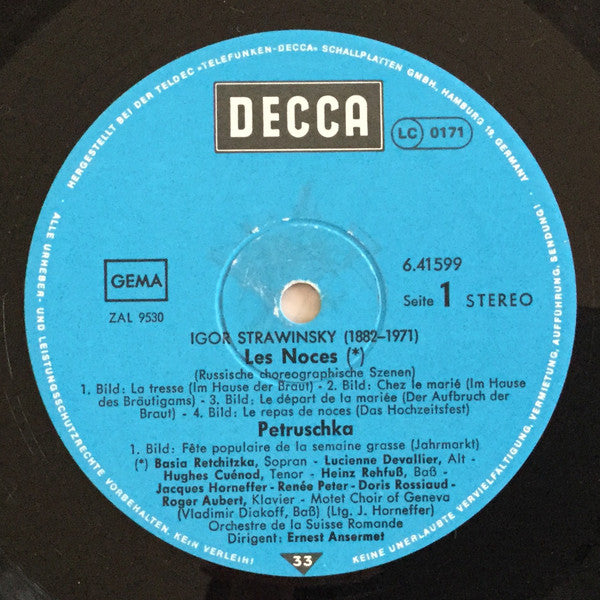 HERGESTELLT BEI DER TELDEC »TELEFUNKEN-DECCA« SCHALLPLATTEN GMBH, HAMBURG 19, GERMANY
DECCA
LC 0171
GEMA
ZAL 9530
6.41599
Seite 1 STEREO
IGOR STRAWINSKY (1882–1971)
Les Noces (*)
(Russische choreographische Szenen)
1. Bild: La tresse (Im Hause der Braut) - 2. Bild: Chez le marié (Im Hause
des Bräutigams) - 3. Bild: Le départ de la mariée (Der Aufbruch der
Braut) - 4. Bild: Le repas de noces (Das Hochzeitsfest)
Petruschka
1. Bild: Fête populaire de la semaine grasse (Jahrmarkt)
(*) Basia Retchitzka, Sopran - Lucienne Devallier, Alt -
Hughes Cuénod, Tenor - Heinz Rehfuß, Baß -
Jacques Horneffer - Renée Peter - Doris Rossiaud -
Roger Aubert, Klavier - Motet Choir of Geneva
(Vladimir Diakoff, Baß) (Ltg. J. Horneffer)
Orchestre de la Suisse Romande
Dirigent: Ernest Ansermet
33
ALLE URHEBER- UND LEISTUNGSSCHUTZRECHTE VORBEHALTEN. KEIN VERLEIH!
KEINE UNERLAUBTE VERVIELFÄLTIGUNG, VERMIETUNG, AUFFÜHRUNG, SENDUNG!